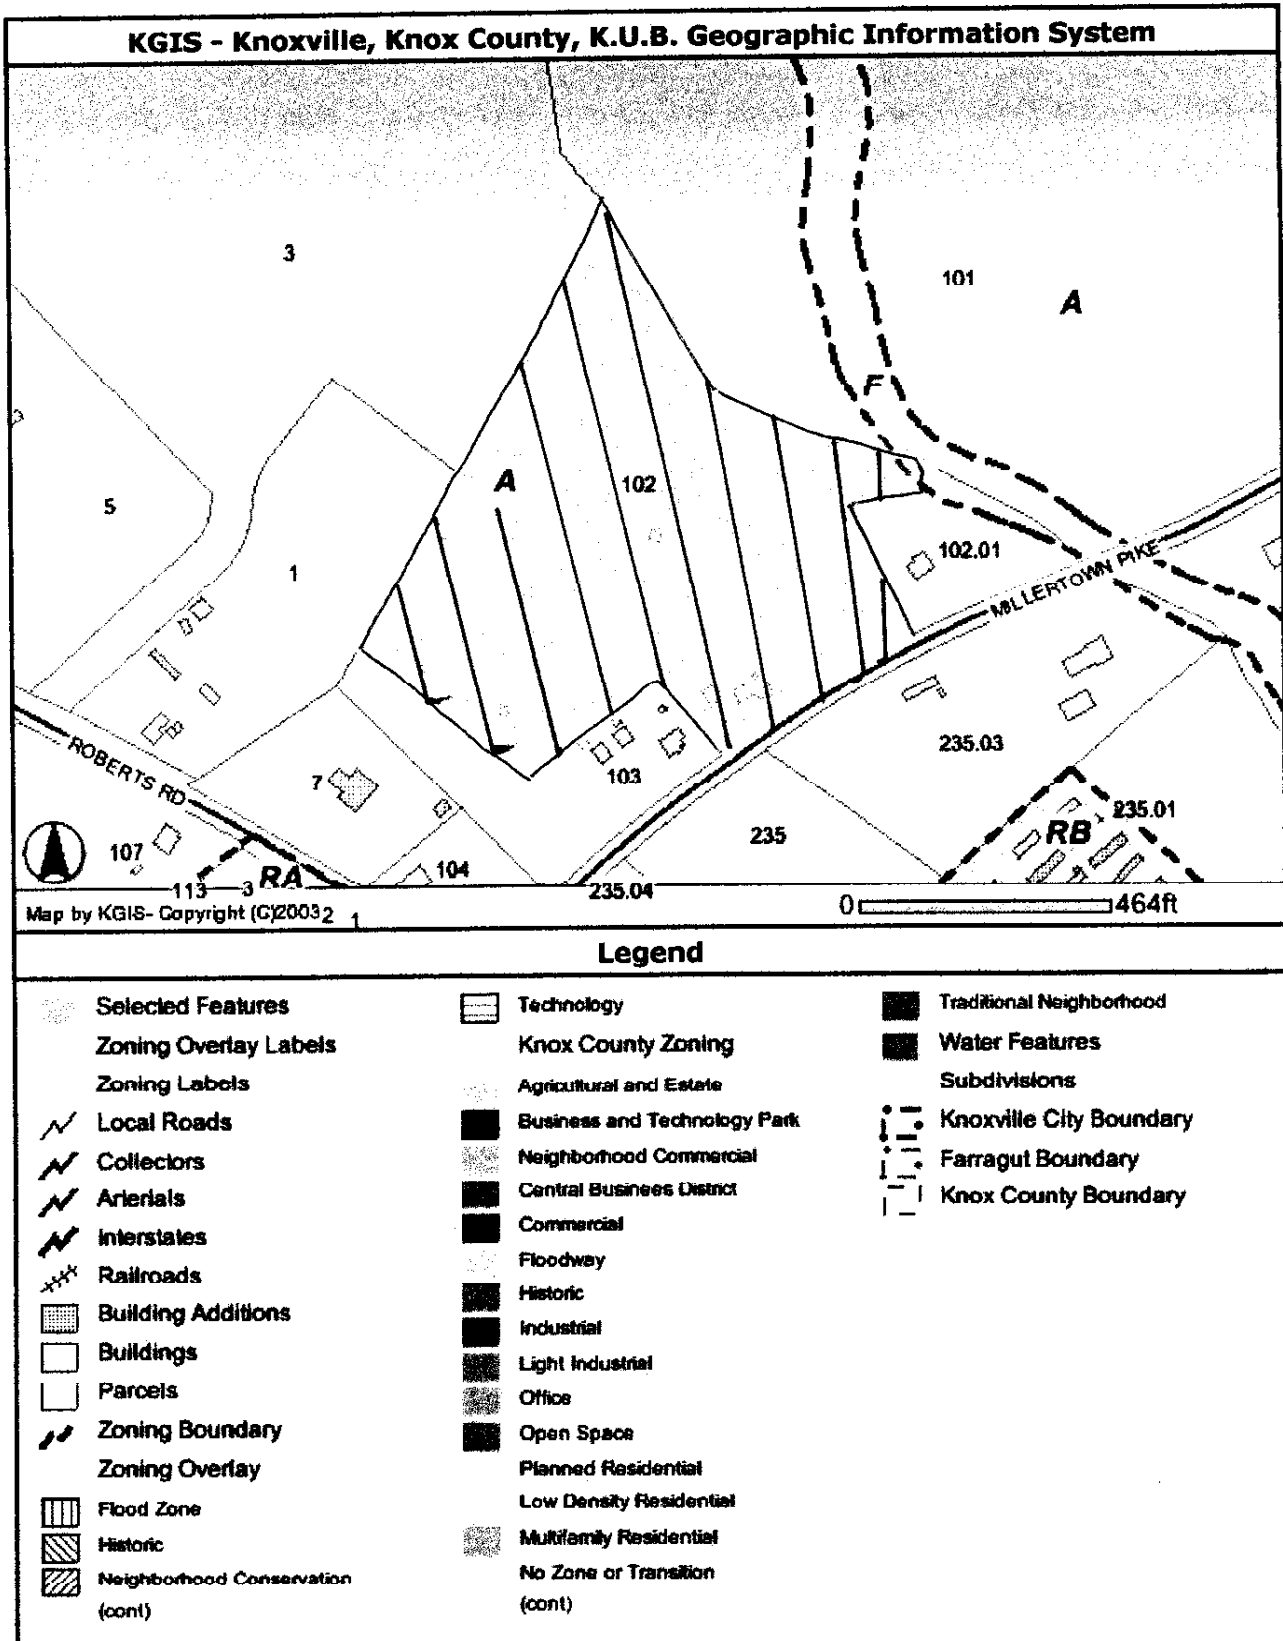 KGIS - Knoxville, Knox County, K.U.B. Geographic Information System
3
101
A
F
A
102
5
102.01
1
MILLERTOWN PIKE
235.03
ROBERTS RD
7
103
235.01
235
RB
107
104
RA
113
3
235.04
0
464ft
Map by KGIS- Copyright (C)2003
2
1
Legend
Selected Features
Zoning Overlay Labels
Zoning Labels
Local Roads
Collectors
Arterials
Interstates
Railroads
Building Additions
Buildings
Parcels
Zoning Boundary
Zoning Overlay
Flood Zone
Historic
Neighborhood Conservation
(cont)
Technology
Knox County Zoning
Agricultural and Estate
Business and Technology Park
Neighborhood Commercial
Central Business District
Commercial
Floodway
Historic
Industrial
Light Industrial
Office
Open Space
Planned Residential
Low Density Residential
Multifamily Residential
No Zone or Transition
(cont)
Traditional Neighborhood
Water Features
Subdivisions
Knoxville City Boundary
Farragut Boundary
Knox County Boundary